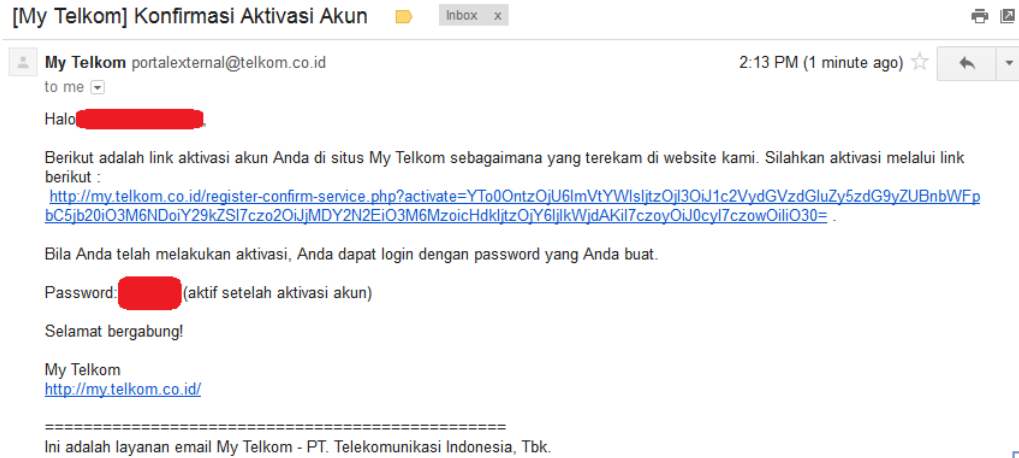 [My Telkom] Konfirmasi Aktivasi Akun Inbox x
My Telkom portalexternal@telkom.co.id 2:13 PM (1 minute ago)
to me
Halo ,
Berikut adalah link aktivasi akun Anda di situs My Telkom sebagaimana yang terekam di website kami. Silahkan aktivasi melalui link
berikut :
http://my.telkom.co.id/register-confirm-service.php?activate=YTo0OntzOjU6ImVtYWlsIjtzOjI3OiJ1c2VydGVzdGluZy5zdG9yZUBnbWFp
bC5jb20iO3M6NDoiY29kZSI7czo2OiJjMDY2N2EiO3M6MzoicHdkIjtzOjY6IjlkWjdAKiI7czoyOiJ0cyI7czowOiIiO30= .
Bila Anda telah melakukan aktivasi, Anda dapat login dengan password yang Anda buat.
Password: (aktif setelah aktivasi akun)
Selamat bergabung!
My Telkom
http://my.telkom.co.id/
================================================
Ini adalah layanan email My Telkom - PT. Telekomunikasi Indonesia, Tbk.